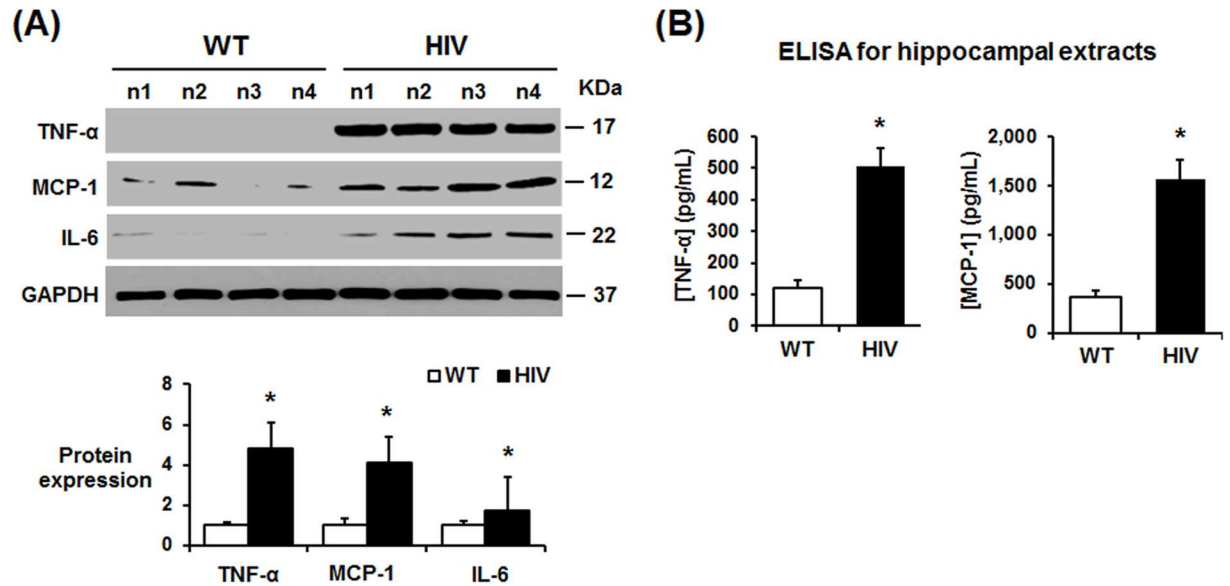 (A)
WT HIV
n1 n2 n3 n4 n1 n2 n3 n4 KDa
TNF-α — 17
MCP-1 — 12
IL-6 — 22
GAPDH — 37
WT HIV
Protein expression
8
6
4
2
0
* * *
TNF-α MCP-1 IL-6
(B)
ELISA for hippocampal extracts
[TNF-α] (pg/mL)
600
500
400
300
200
100
0
*
WT HIV
[MCP-1] (pg/mL)
2,000
1,500
1,000
500
0
*
WT HIV